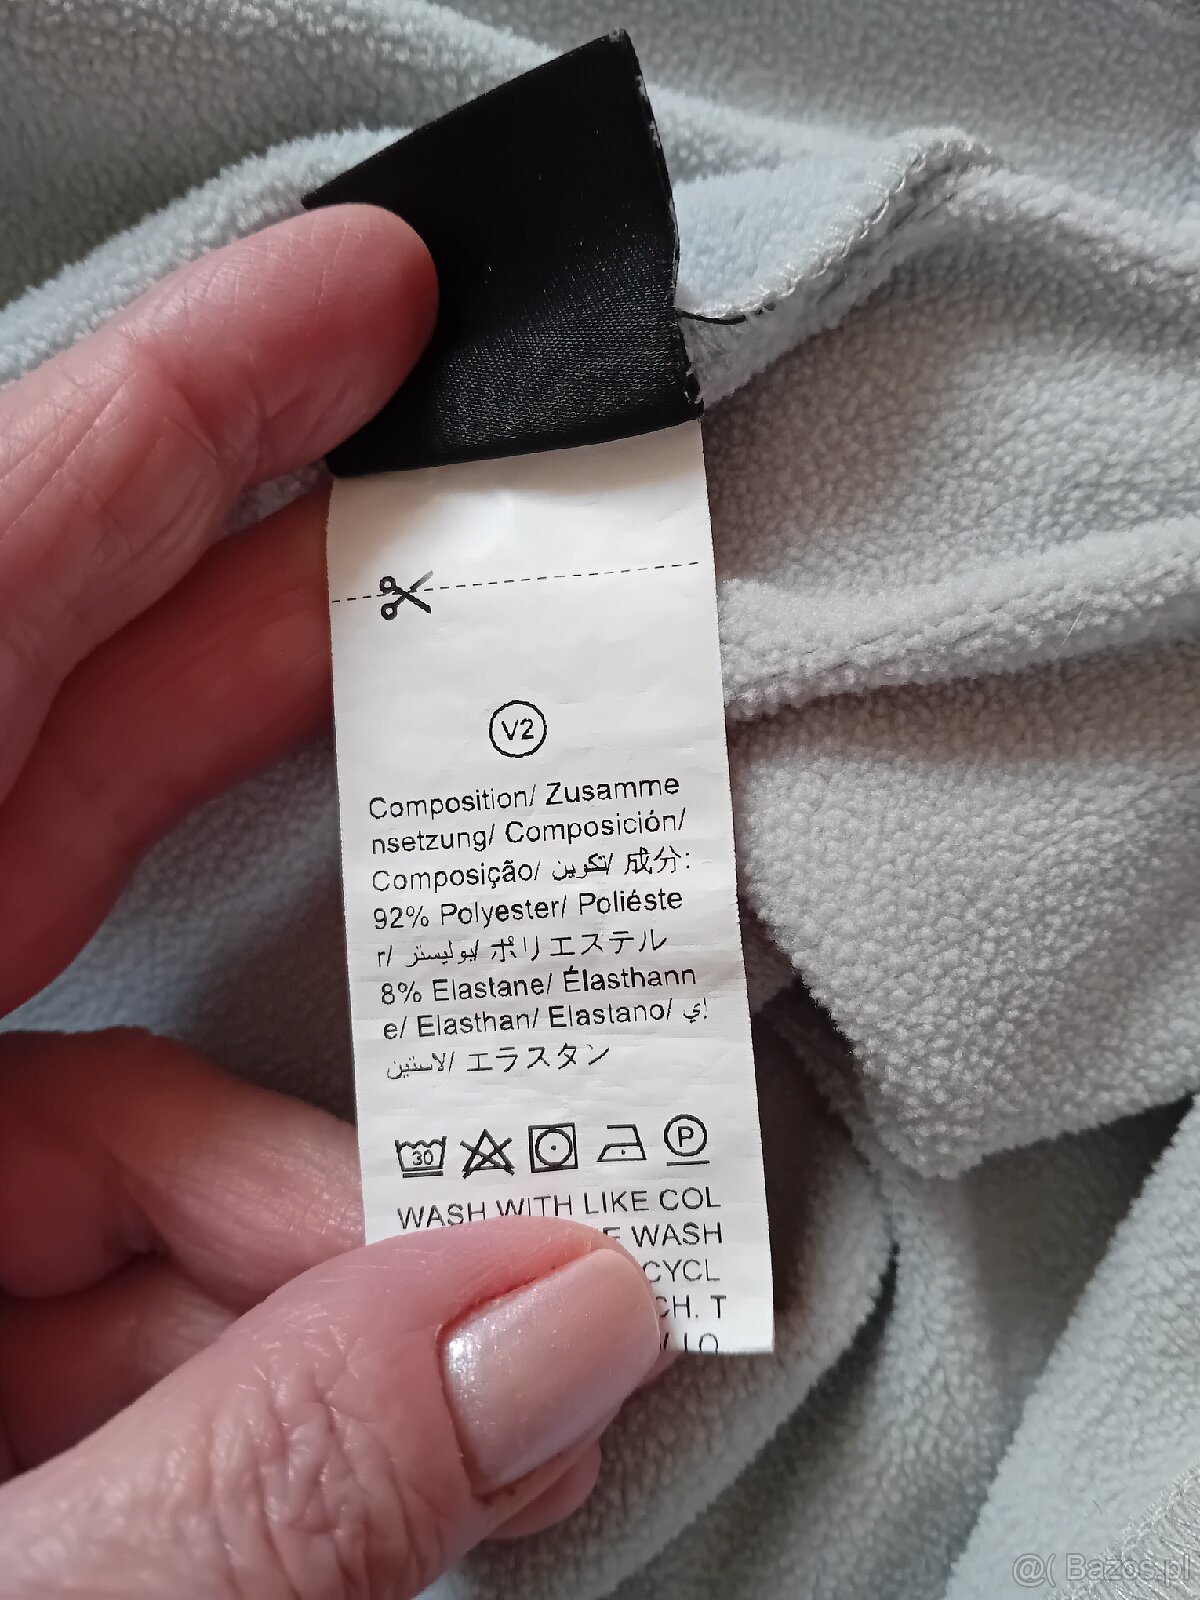 V2
Composition/ Zusamme
nsetzung/ Composición/
Composição/ تكوين/ 成分:
92% Polyester/ Poliéste
r/ بوليستر/ ポリエステル
8% Elastane/ Élasthann
e/ Elasthan/ Elastano/ إي
لاستين/ エラスタン
30 P
WASH WITH LIKE COL
WASH
CYCL
CH. T
@( Bazos.pl